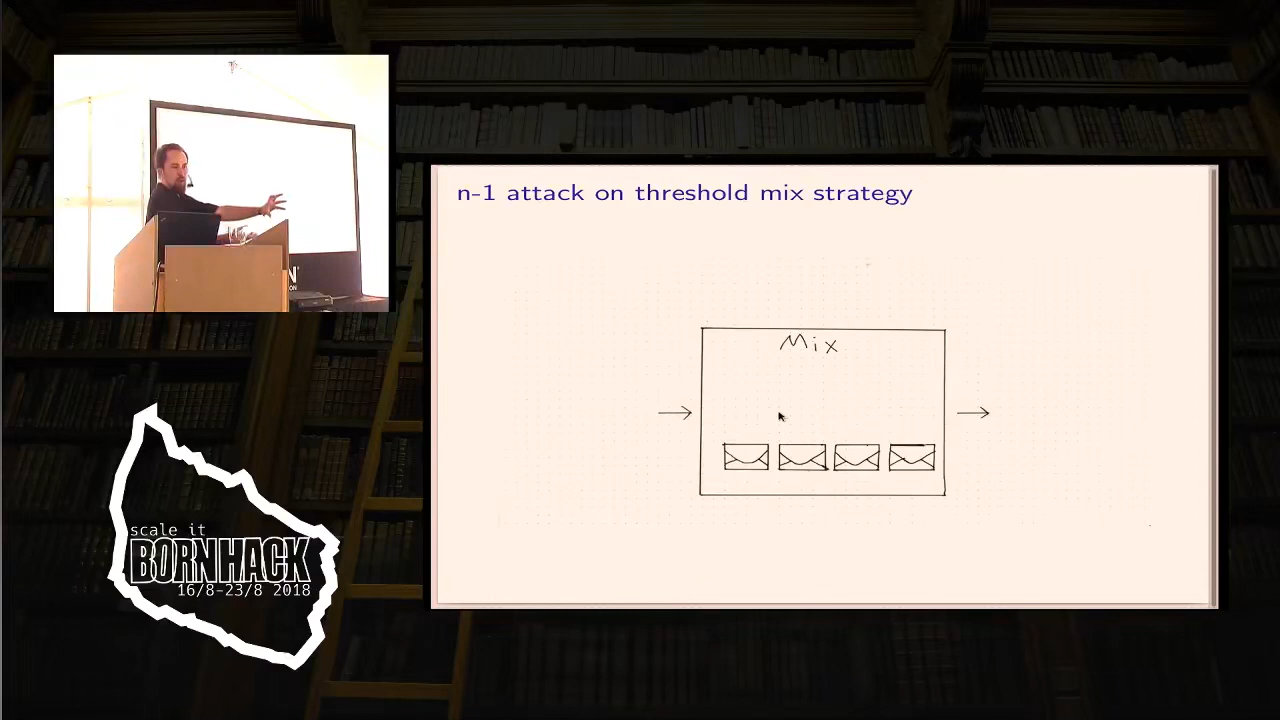 n-1 attack on threshold mix strategy
Mix
scale it
BORNHACK
16/8-23/8 2018